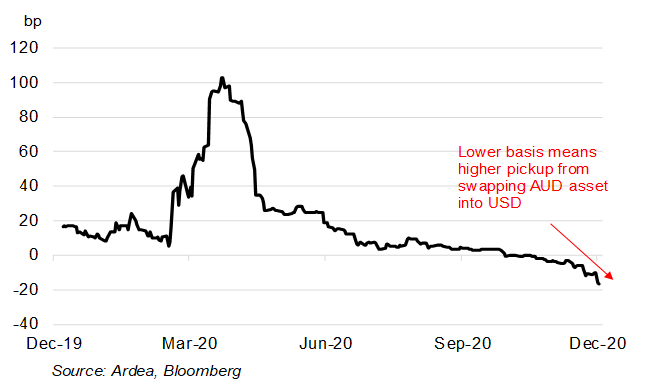 bp
120
100
80
60
40
20
0
-20
-40
Lower basis means
higher pickup from
swapping AUD asset
into USD
Dec-19 Mar-20 Jun-20 Sep-20 Dec-20
Source: Ardea, Bloomberg